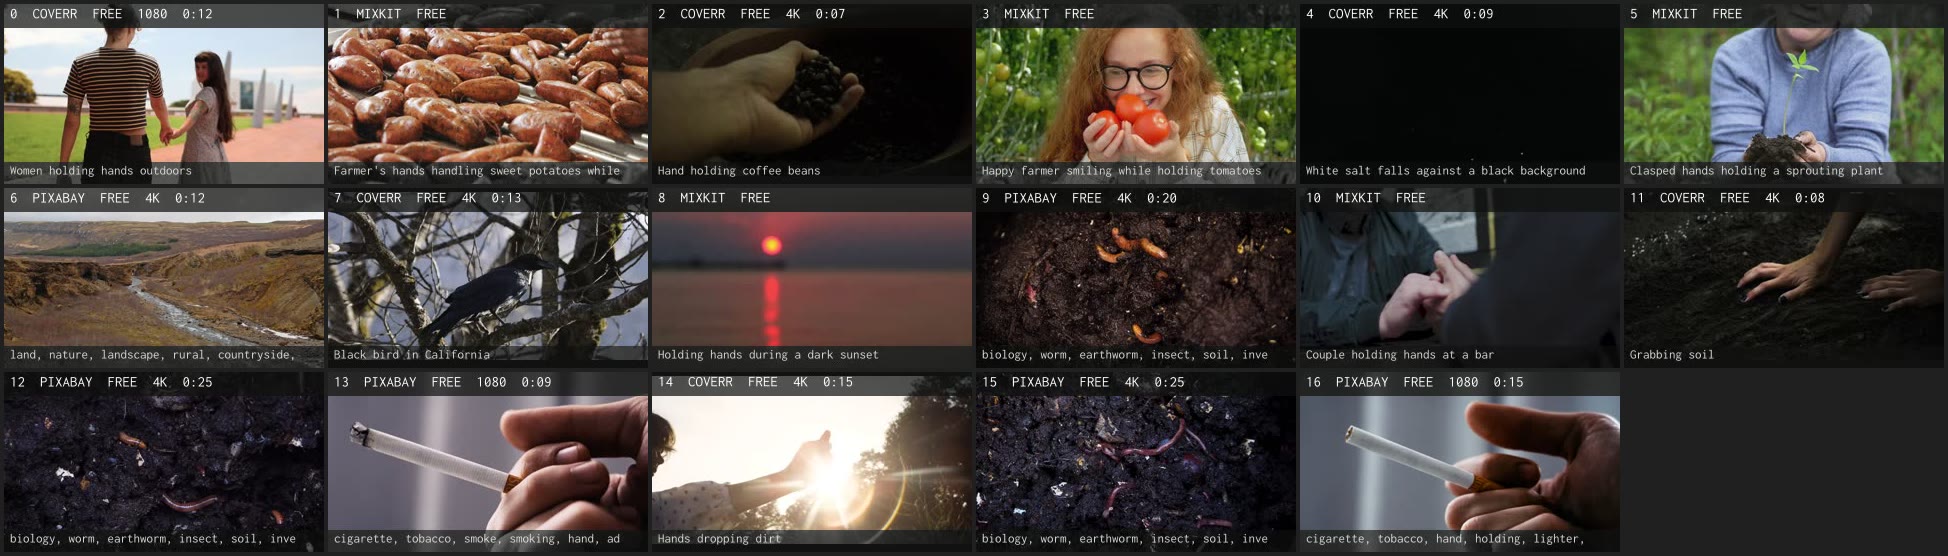 0 COVERR FREE 1080 0:12
1 MIXKIT FREE
2 COVERR FREE 4K 0:07
3 MIXKIT FREE
4 COVERR FREE 4K 0:09
5 MIXKIT FREE
Women holding hands outdoors
Farmer's hands handling sweet potatoes while
Hand holding coffee beans
Happy farmer smiling while holding tomatoes
White salt falls against a black background
Clasped hands holding a sprouting plant
6 PIXABAY FREE 4K 0:12
7 COVERR FREE 4K 0:13
8 MIXKIT FREE
9 PIXABAY FREE 4K 0:20
10 MIXKIT FREE
11 COVERR FREE 4K 0:08
land, nature, landscape, rural, countryside,
Black bird in California
Holding hands during a dark sunset
biology, worm, earthworm, insect, soil, inve
Couple holding hands at a bar
Grabbing soil
12 PIXABAY FREE 4K 0:25
13 PIXABAY FREE 1080 0:09
14 COVERR FREE 4K 0:15
15 PIXABAY FREE 4K 0:25
16 PIXABAY FREE 1080 0:15
biology, worm, earthworm, insect, soil, inve
cigarette, tobacco, smoke, smoking, hand, ad
Hands dropping dirt
biology, worm, earthworm, insect, soil, inve
cigarette, tobacco, hand, holding, lighter,